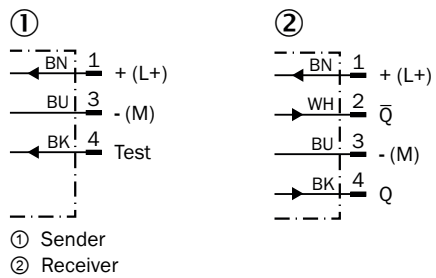 ① ②
BN 1 + (L+)
BU 3 - (M)
BK 4 Test
BN 1 + (L+)
WH 2 Q̅
BU 3 - (M)
BK 4 Q
① Sender
② Receiver